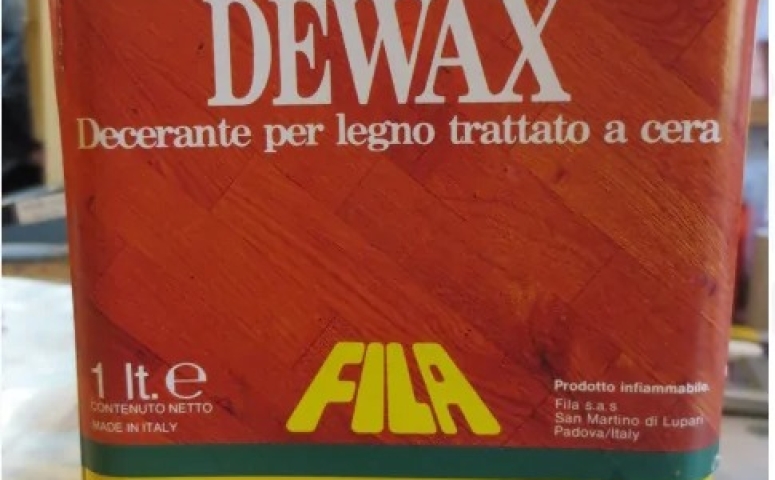 DEWAX
Decerante per legno trattato a cera
1 lt. e
CONTENUTO NETTO
MADE IN ITALY
FILA
Prodotto infiammabile
Fila s.a.s
San Martino di Lupari
Padova/Italy